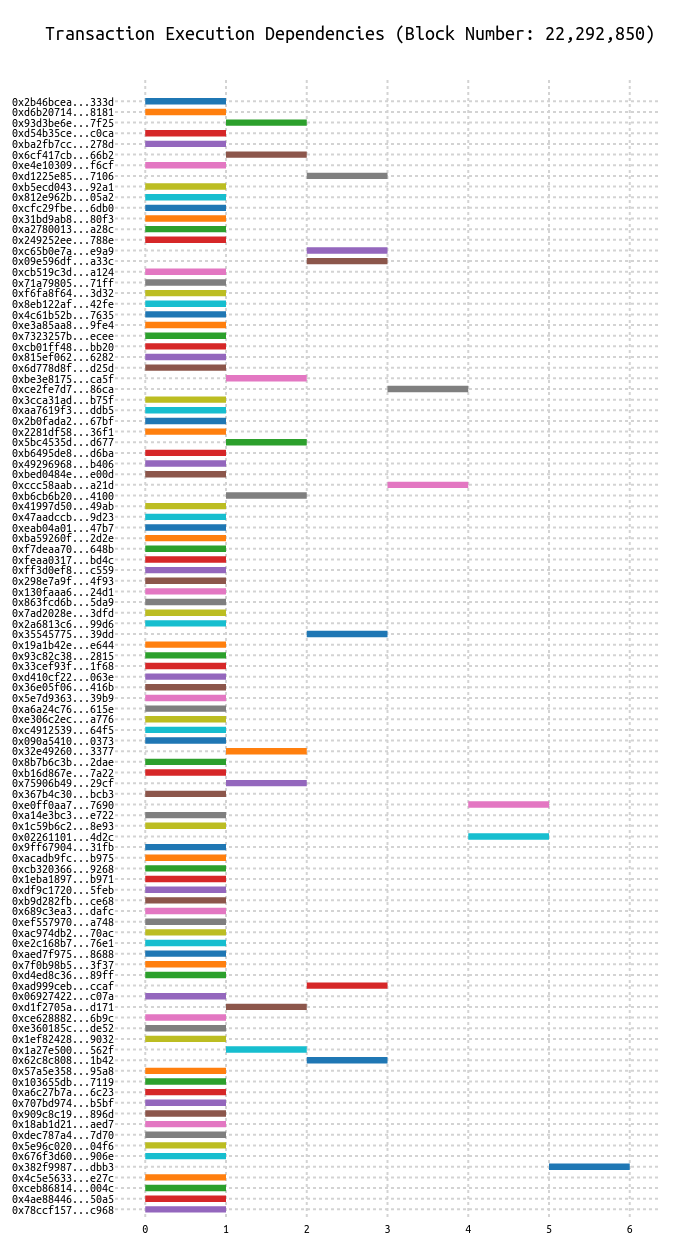 Transaction Execution Dependencies (Block Number: 22,292,850)
0x2b46bcea...333d
0xd6b20714...8181
0x93d3be6e...7f25
0xd54b35ce...c0ca
0xba2fb7cc...278d
0x6cf417cb...66b2
0xe4e10309...f6cf
0xd1225e85...7106
0xb5ecd043...92a1
0x812e962b...05a2
0xcfc29fbe...6db0
0x31bd9ab8...80f3
0xa2780013...a28c
0x249252ee...788e
0xc65b0e7a...e9a9
0x09e596df...a33c
0xcb519c3d...a124
0x71a79805...71ff
0xf6fa8f64...3d32
0x8eb122af...42fe
0x4c61b52b...7635
0xe3a85aa8...9fe4
0x7323257b...ecee
0xcb01ff48...bb20
0x815ef062...6282
0x6d778d8f...d25d
0xbe3e8175...ca5f
0xce2fe7d7...86ca
0x3cca31ad...b75f
0xaa7619f3...ddb5
0x2b0fada2...67bf
0x2281df58...36f1
0x5bc4535d...d677
0xb6495de8...d6ba
0x49296968...b406
0xbed0484e...e00d
0xccc58aab...a21d
0xb6cb6b20...4100
0x41997d50...49ab
0x47aadccb...9d23
0xeab04a01...47b7
0xba59260f...2d2e
0xf7deaa70...648b
0xfeaa0317...bd4c
0xff3d0ef8...c559
0x298e7a9f...4f93
0x130faaa6...24d1
0x863fcd6b...5da9
0x7ad2028e...3dfd
0x2a6813c6...99d6
0x35545775...39dd
0x19a1b42e...e644
0x93c82c38...2815
0x33cef93f...1f68
0xd410cf22...063e
0x36e05f06...416b
0x5e7d9363...39b9
0xa6a24c76...615e
0xe306c2ec...a776
0xc4912539...64f5
0x090a5410...0373
0x32e49260...3377
0x8b7b6c3b...2dae
0xb16d867e...7a22
0x75906b49...29cf
0x367b4c30...bcb3
0xe0ff0aa7...7690
0xa14e3bc3...e722
0x1c59b6c2...8e93
0x02261101...4d2c
0x9ff67904...31fb
0xacadb9fc...b975
0xcb320366...9268
0x1eba1897...b971
0xdf9c1720...5feb
0xb9d282fb...ce68
0x689c3ea3...dafc
0xef557970...a748
0xac974db2...70ac
0xe2c168b7...76e1
0xaed7f975...8688
0x7f0b98b5...3f37
0xd4ed8c36...89ff
0xad999ceb...ccaf
0x06927422...c07a
0xd1f2705a...d171
0xce628882...6b9c
0xe360185c...de52
0x1ef82428...9032
0x1a27e500...562f
0x62c8c808...1b42
0x57a5e358...95a8
0x103655db...7119
0xa6c27b7a...6c23
0x707bd974...b5bf
0x909c8c19...896d
0x18ab1d21...aed7
0xdec787a4...7d70
0x5e96c020...04f6
0x676f3d60...906e
0x382f9987...dbb3
0x4c5e5633...e27c
0xceb86814...004c
0x4ae88446...50a5
0x78ccf157...c968
0 1 2 3 4 5 6